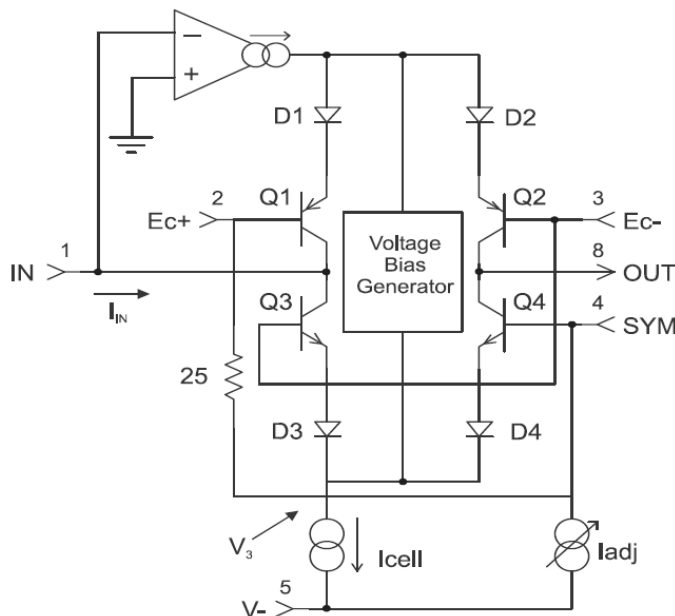 −
+
D1
D2
2
Q1
Q2
3
Ec+
Ec-
Voltage
Bias
Generator
1
IN
8
OUT
I IN
Q3
Q4
4
SYM
25
D3
D4
V3
Icell
Iadj
5
V-